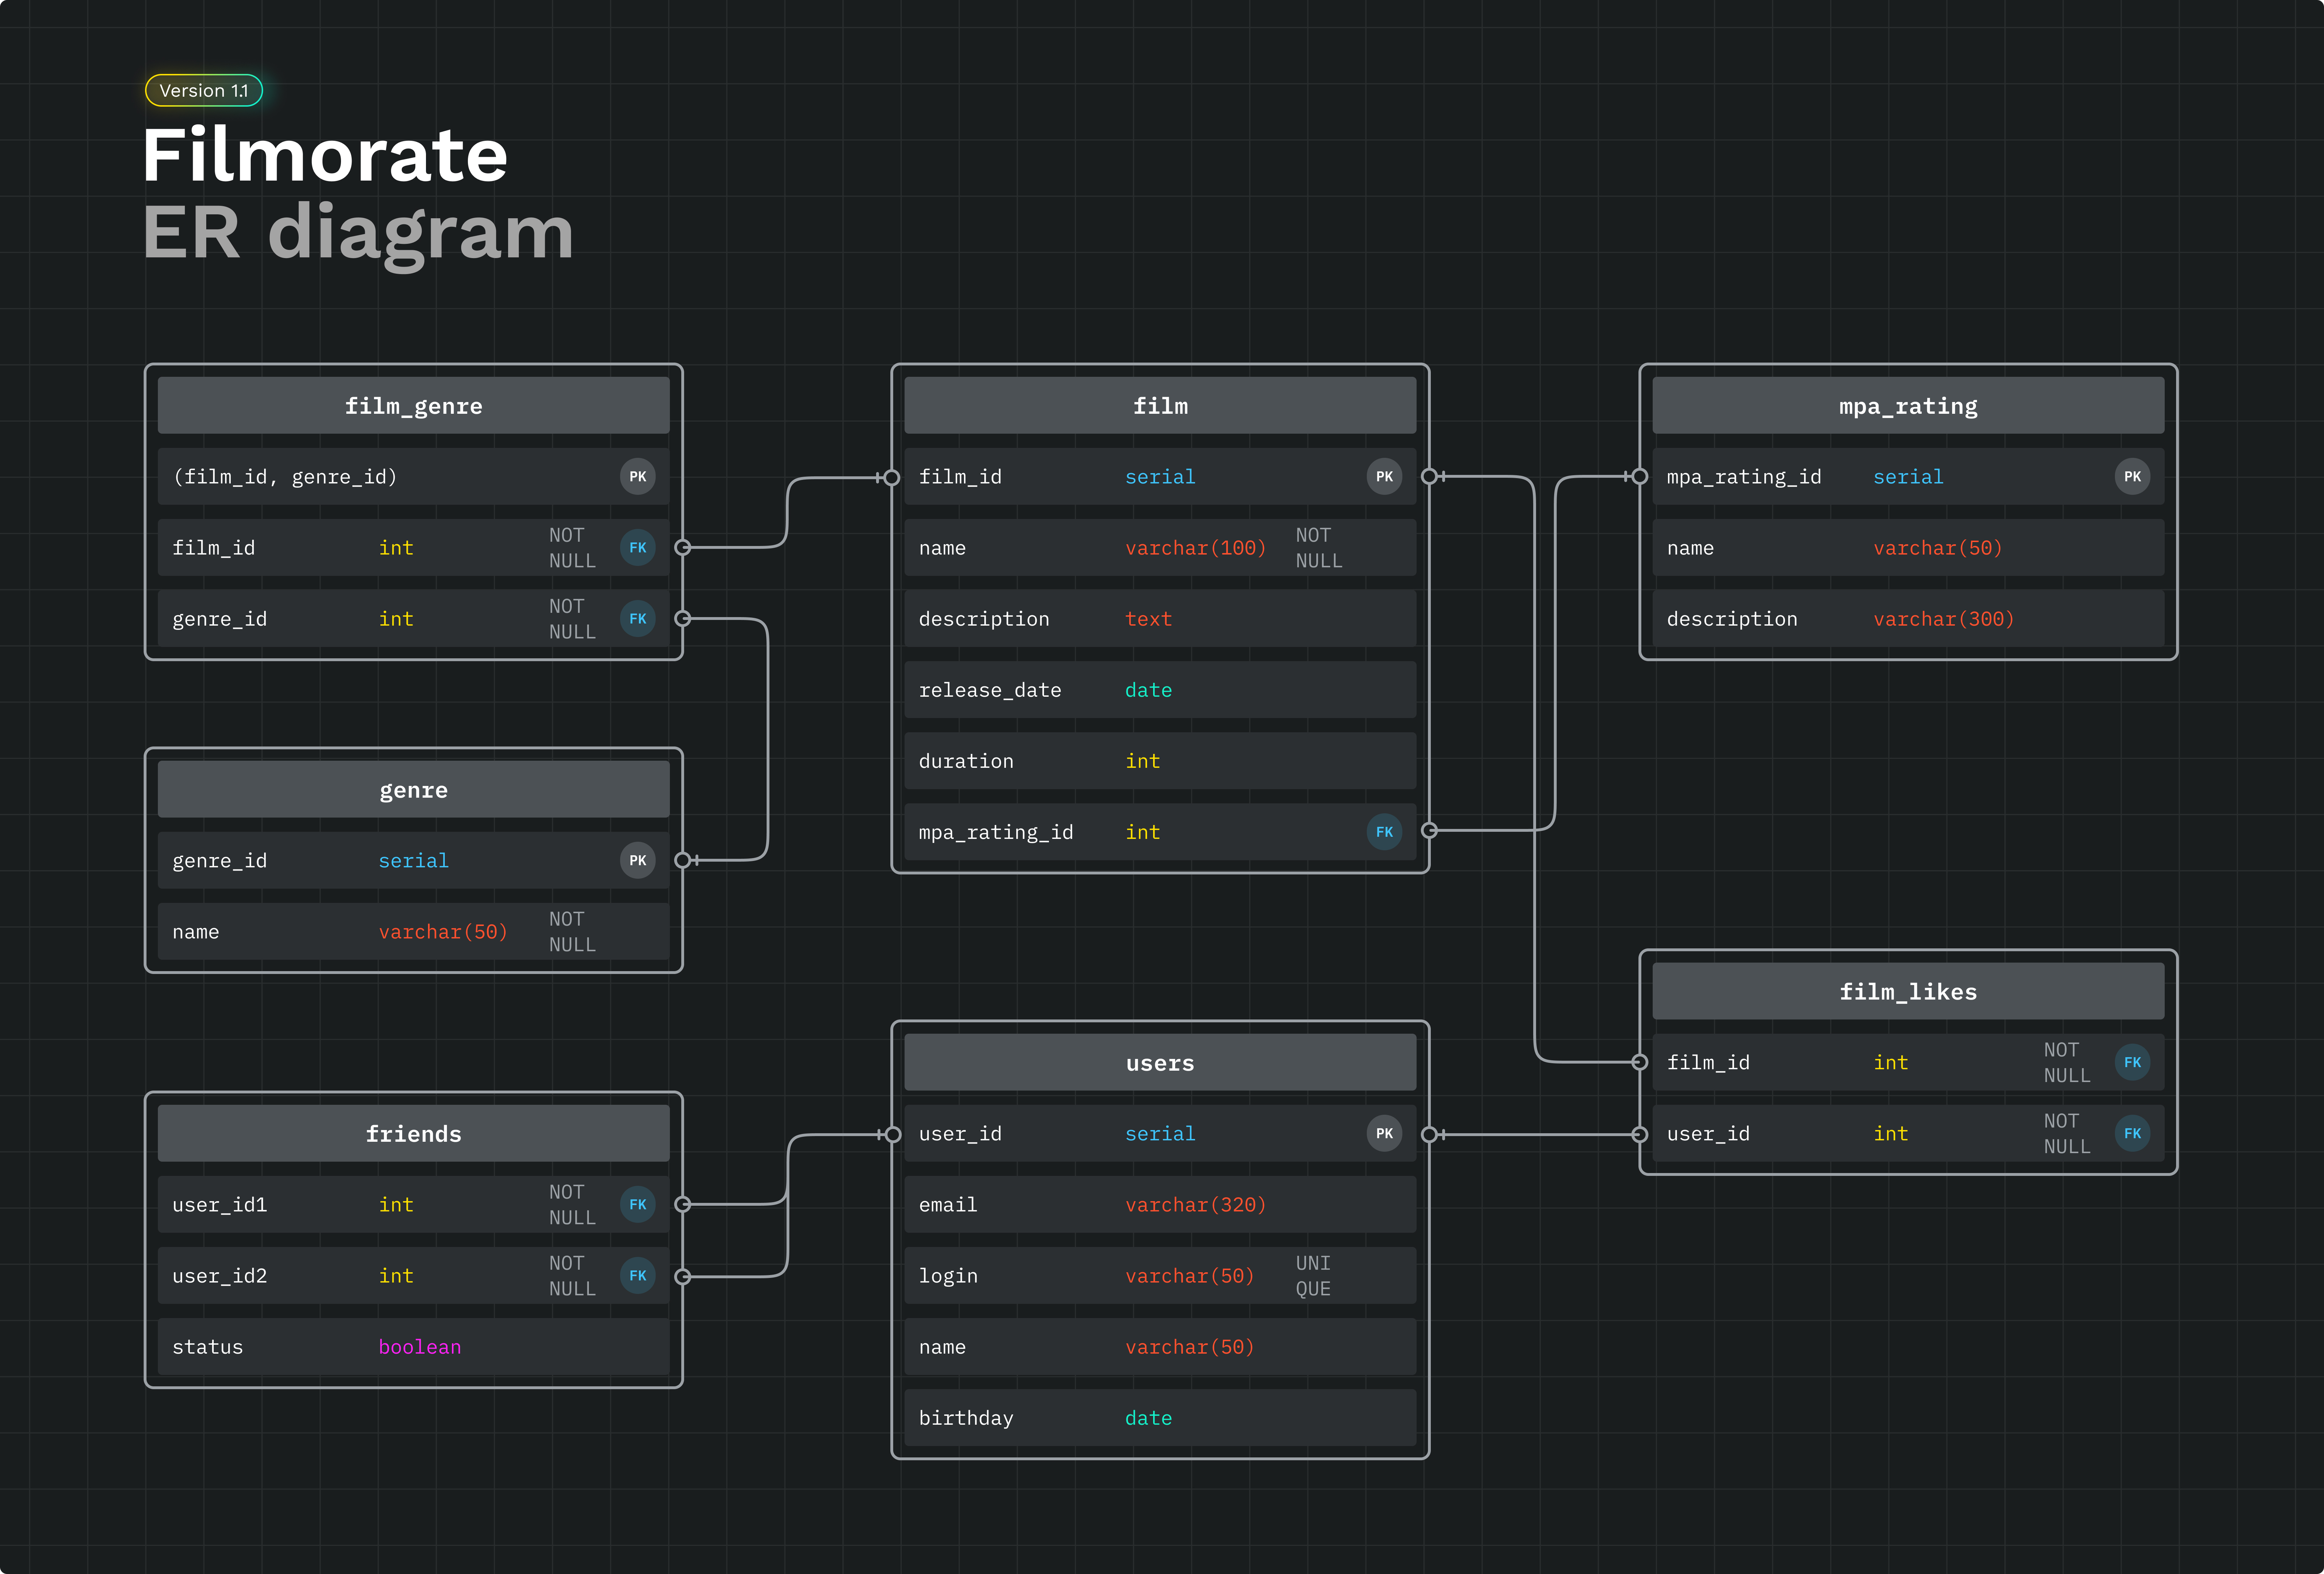 Version 1.1
Filmorate
ER diagram
film_genre
(film_id, genre_id) PK
film_id int NOT NULL FK
genre_id int NOT NULL FK
genre
genre_id serial PK
name varchar(50) NOT NULL
friends
user_id1 int NOT NULL FK
user_id2 int NOT NULL FK
status boolean
film
film_id serial PK
name varchar(100) NOT NULL
description text
release_date date
duration int
mpa_rating_id int FK
users
user_id serial PK
email varchar(320)
login varchar(50) UNI QUE
name varchar(50)
birthday date
mpa_rating
mpa_rating_id serial PK
name varchar(50)
description varchar(300)
film_likes
film_id int NOT NULL FK
user_id int NOT NULL FK